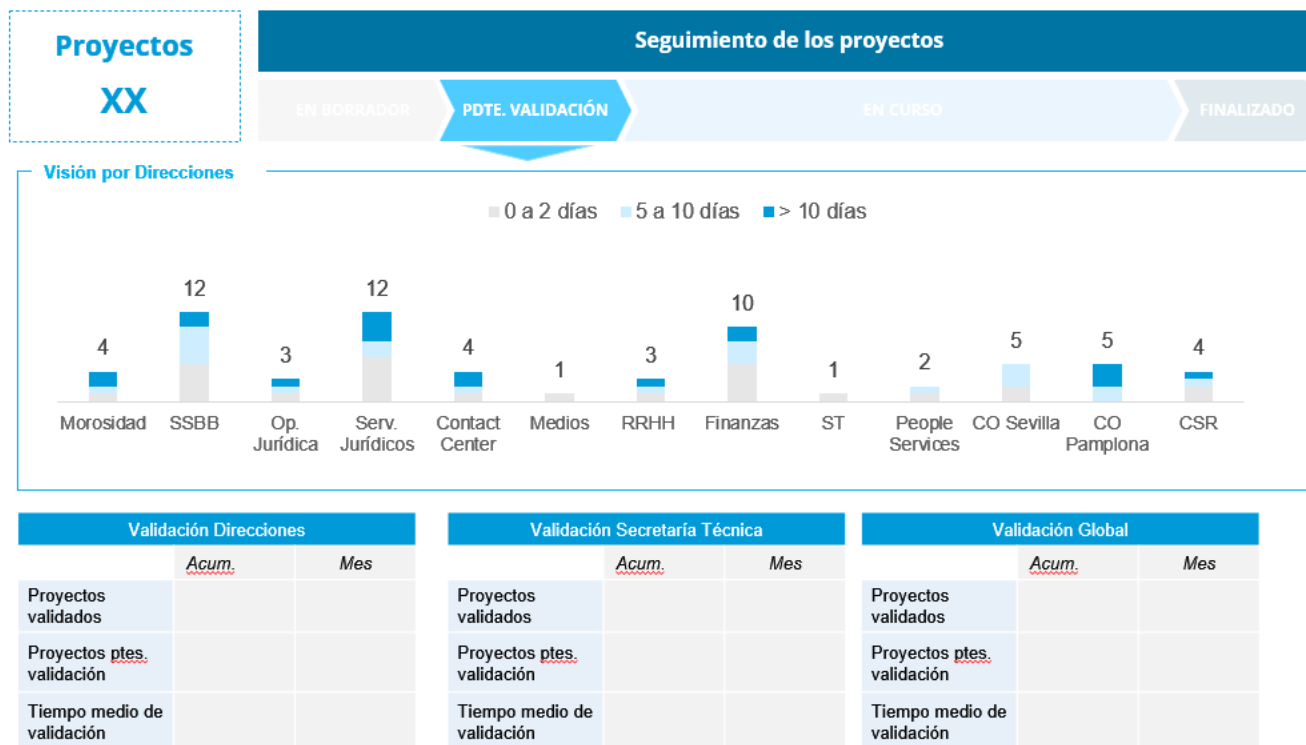 Proyectos
XX
Seguimiento de los proyectos
EN BORRADOR
PDTE. VALIDACIÓN
EN CURSO
FINALIZADO
Visión por Direcciones
0 a 2 días 5 a 10 días > 10 días
4 12 3 12 4 1 3 10 1 2 5 5 4
Morosidad SSBB Op. Serv. Contact Medios RRHH Finanzas ST People CO Sevilla CO CSR
Jurídica Jurídicos Center Services Pamplona
Validación Direcciones
Acum. Mes
Proyectos
validados
Proyectos ptes.
validación
Tiempo medio de
validación
Validación Secretaría Técnica
Acum. Mes
Proyectos
validados
Proyectos ptes.
validación
Tiempo medio de
validación
Validación Global
Acum. Mes
Proyectos
validados
Proyectos ptes.
validación
Tiempo medio de
validación